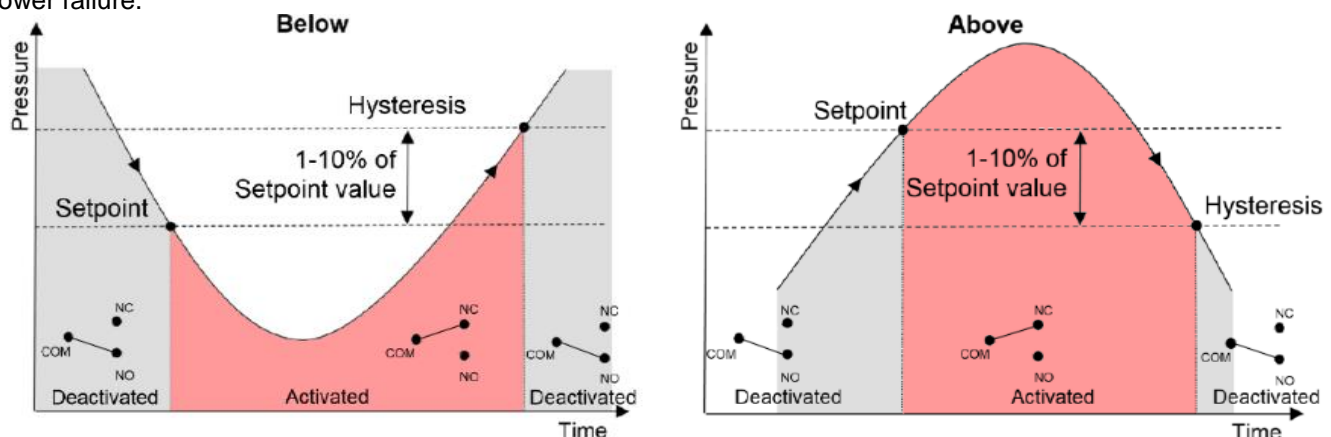 ower failure.
Below
Pressure
Hysteresis
1-10% of
Setpoint value
Setpoint
NC
COM
NO
Deactivated
NC
COM
NO
Activated
NC
COM
NO
Deactivated
Time
Above
Pressure
Setpoint
1-10% of
Setpoint value
Hysteresis
NC
COM
NO
Deactivated
NC
COM
NO
Activated
NC
COM
NO
Deactivated
Time